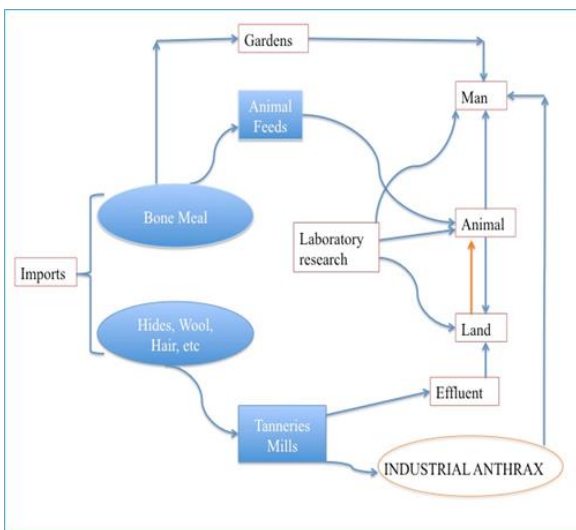 Gardens
Man
Animal
Feeds
Bone Meal
Animal
Laboratory
research
Imports
Hides, Wool,
Hair, etc
Land
Effluent
Tanneries
Mills
INDUSTRIAL ANTHRAX